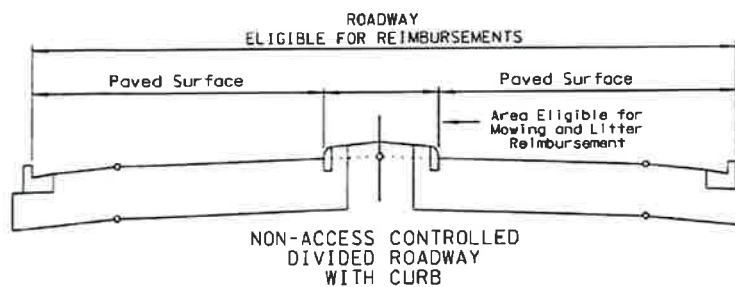 ROADWAY
ELIGIBLE FOR REIMBURSEMENTS
Paved Surface
Paved Surface
Area Eligible for
Mowing and Litter
Reimbursement
NON-ACCESS CONTROLLED
DIVIDED ROADWAY
WITH CURB